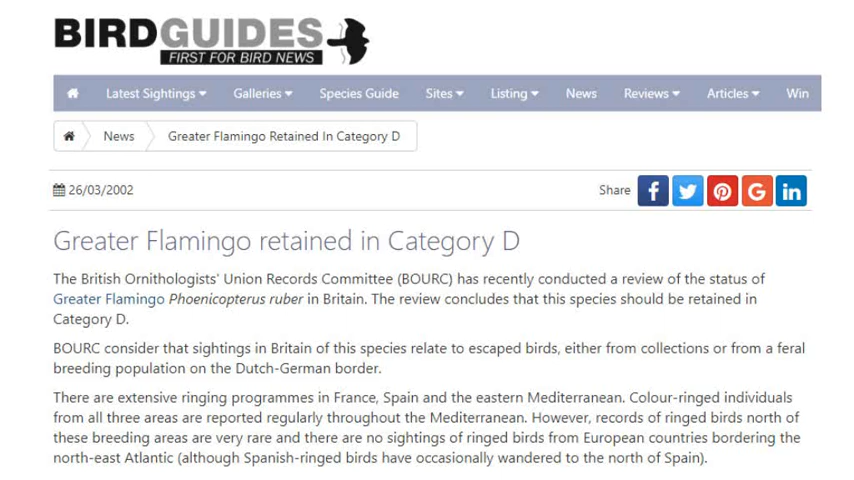 BIRDGUIDES
FIRST FOR BIRD NEWS
Latest Sightings Galleries Species Guide Sites Listing News Reviews Articles Win
News Greater Flamingo Retained In Category D
26/03/2002 Share
Greater Flamingo retained in Category D
The British Ornithologists' Union Records Committee (BOURC) has recently conducted a review of the status of
Greater Flamingo Phoenicopterus ruber in Britain. The review concludes that this species should be retained in
Category D.
BOURC consider that sightings in Britain of this species relate to escaped birds, either from collections or from a feral
breeding population on the Dutch-German border.
There are extensive ringing programmes in France, Spain and the eastern Mediterranean. Colour-ringed individuals
from all three areas are reported regularly throughout the Mediterranean. However, records of ringed birds north of
these breeding areas are very rare and there are no sightings of ringed birds from European countries bordering the
north-east Atlantic (although Spanish-ringed birds have occasionally wandered to the north of Spain).